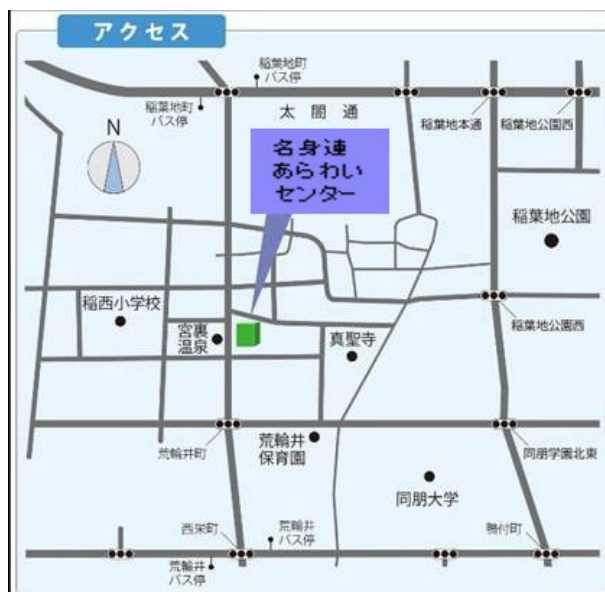 アクセス
稲葉地町
バス停
稲葉地町
バス停
太閤通
稲葉地本通
稲葉地公園西
N
名身連
あらわい
センター
稲葉地公園
稲西小学校
宮裏
温泉
真聖寺
稲葉地公園西
荒輪井町
荒輪井
保育園
同朋学園北東
同朋大学
西栄町
荒輪井
バス停
鴨付町
荒輪井
バス停